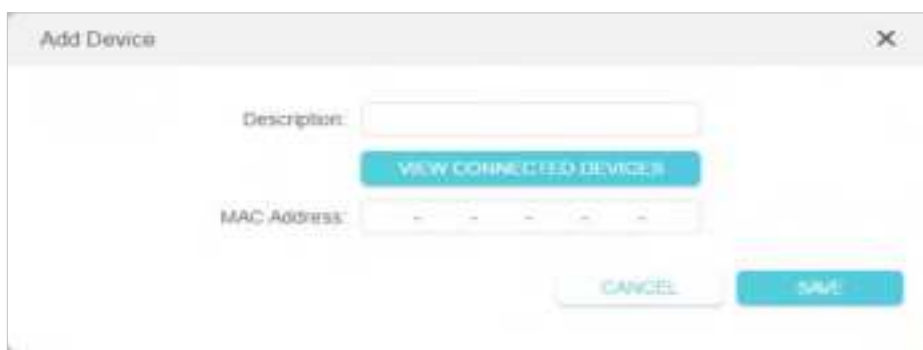 Add Device
Description:
VIEW CONNECTED DEVICES
MAC Address: - - - - -
CANCEL SAVE